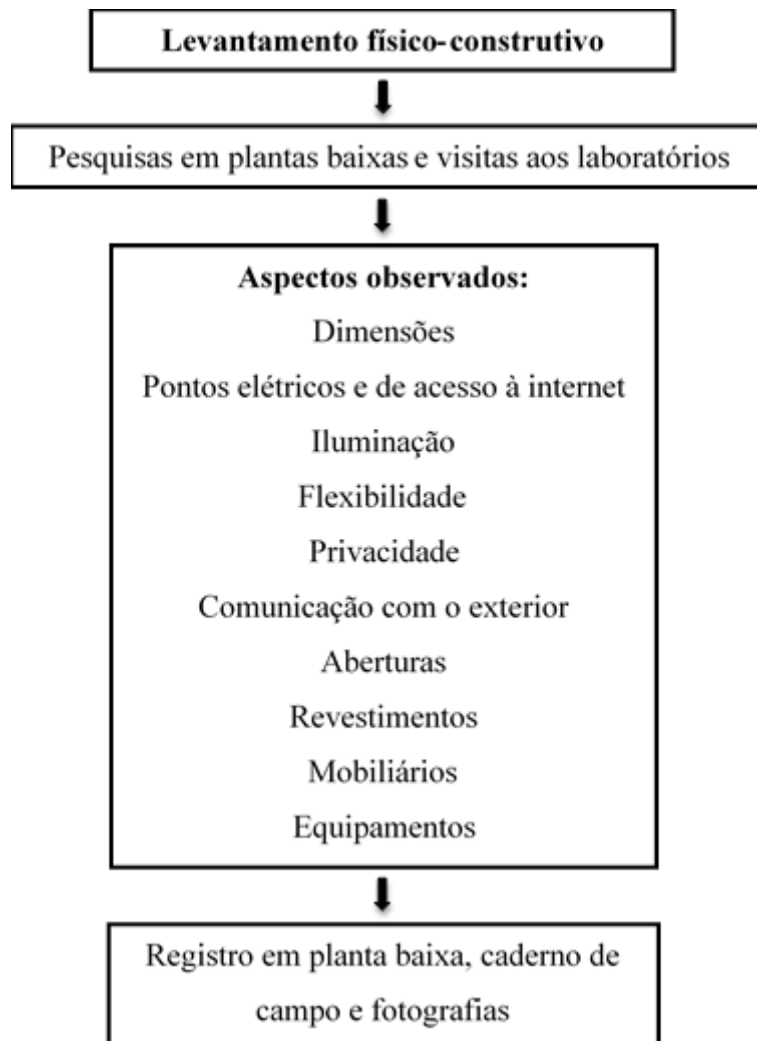 Levantamento físico-construtivo
Pesquisas em plantas baixas e visitas aos laboratórios
Aspectos observados:
Dimensões
Pontos elétricos e de acesso à internet
Iluminação
Flexibilidade
Privacidade
Comunicação com o exterior
Aberturas
Revestimentos
Mobiliários
Equipamentos
Registro em planta baixa, caderno de
campo e fotografias